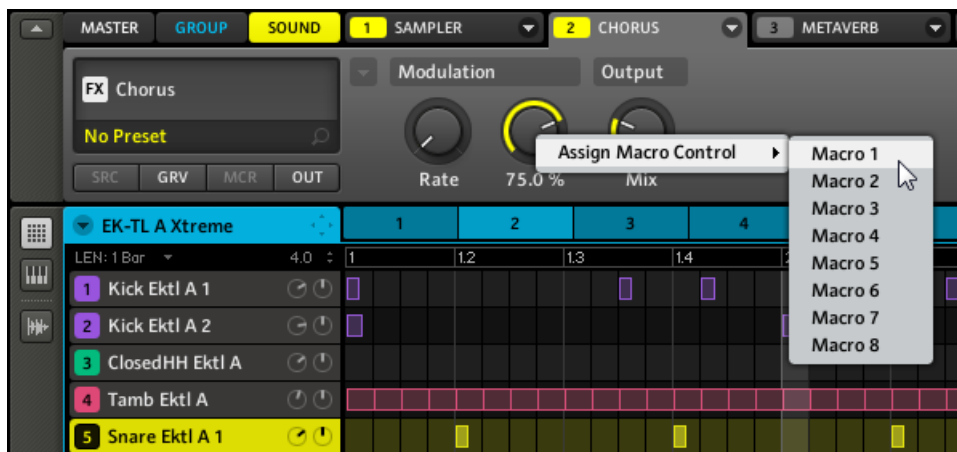 MASTER GROUP SOUND 1 SAMPLER 2 CHORUS 3 METAVERB
Modulation Output
FX Chorus
No Preset
Assign Macro Control Macro 1
SRC GRV MCR OUT Rate 75.0 % Mix Macro 2
Macro 3
EK-TL A Xtreme 1 2 3 4 Macro 4
LEN: 1 Bar 4.0 1 1.2 1.3 1.4 Macro 5
1 Kick Ektl A 1 Macro 6
2 Kick Ektl A 2 Macro 7
Macro 8
3 ClosedHH Ektl A
4 Tamb Ektl A
5 Snare Ektl A 1